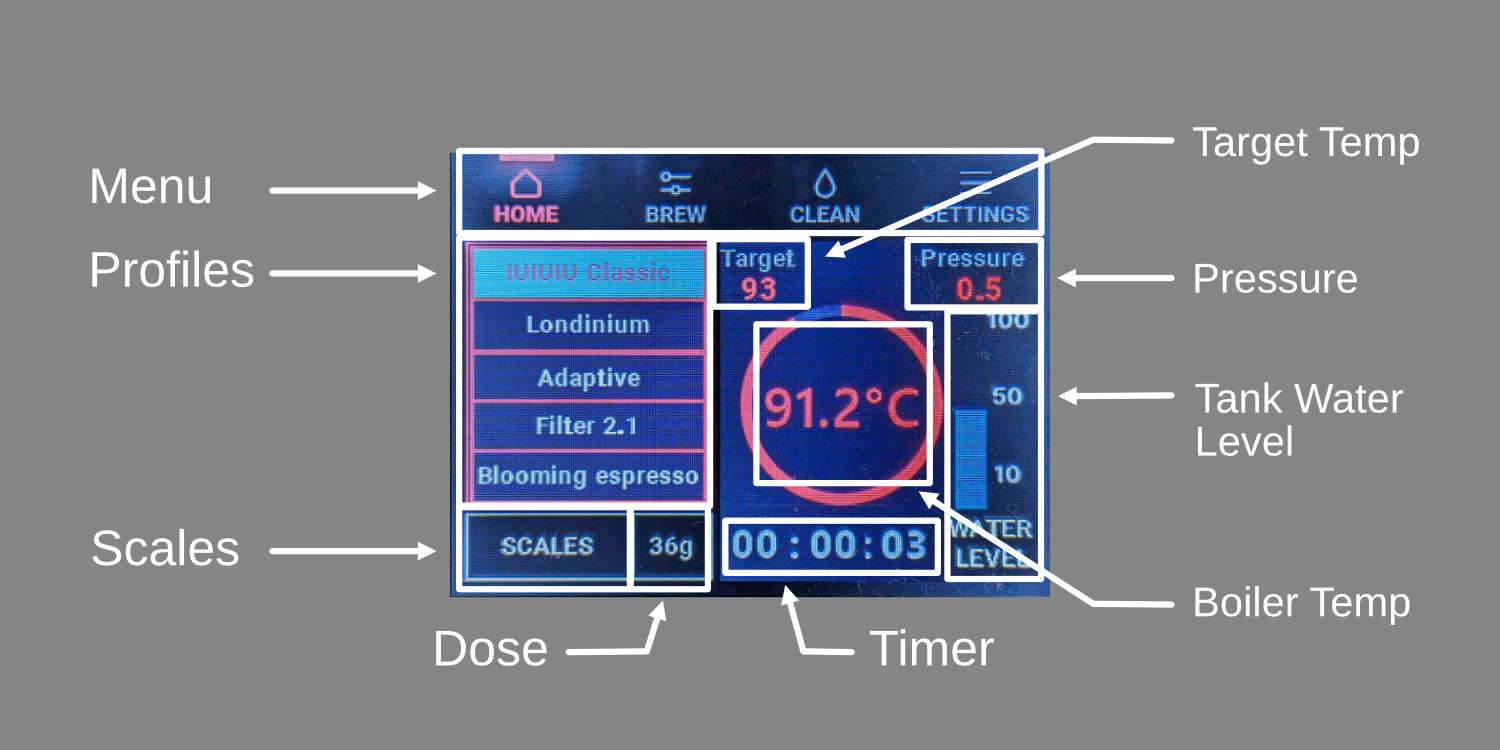 Target Temp
Menu
HOME BREW CLEAN SETTINGS
Profiles
IUIUIU Classic
Target
93
Pressure
0.5
Pressure
Londinium
100
Adaptive
91.2°C
50
Tank Water
Level
Filter 2.1
Blooming espresso
10
Scales
SCALES
36g
00:00:03
WATER
LEVEL
Boiler Temp
Dose
Timer